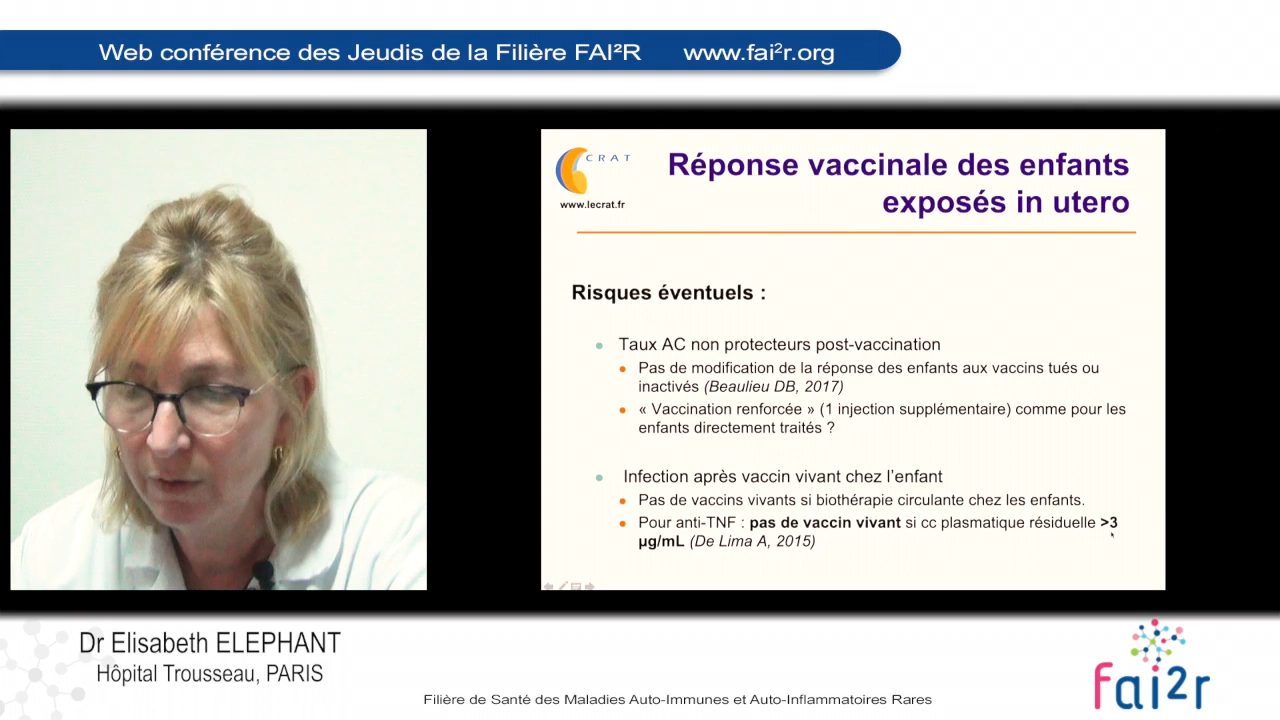 Web conférence des Jeudis de la Filière FAI²R www.fai²r.org
CRAT
www.lecrat.fr
Réponse vaccinale des enfants
exposés in utero
Risques éventuels :
Taux AC non protecteurs post-vaccination
Pas de modification de la réponse des enfants aux vaccins tués ou
inactivés (Beaulieu DB, 2017)
« Vaccination renforcée » (1 injection supplémentaire) comme pour les
enfants directement traités ?
Infection après vaccin vivant chez l’enfant
Pas de vaccins vivants si biothérapie circulante chez les enfants.
Pour anti-TNF : pas de vaccin vivant si cc plasmatique résiduelle >3
µg/mL (De Lima A, 2015)
Dr Elisabeth ELEPHANT
Hôpital Trousseau, PARIS
Filière de Santé des Maladies Auto-Immunes et Auto-Inflammatoires Rares
fai2r